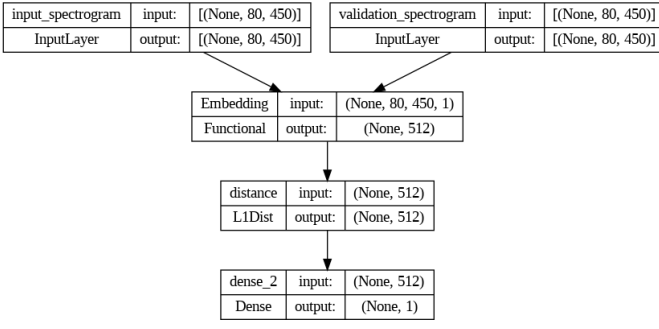 input_spectrogram input: [(None, 80, 450)]
InputLayer output: [(None, 80, 450)]
validation_spectrogram input: [(None, 80, 450)]
InputLayer output: [(None, 80, 450)]
Embedding input: (None, 80, 450, 1)
Functional output: (None, 512)
distance input: (None, 512)
L1Dist output: (None, 512)
dense_2 input: (None, 512)
Dense output: (None, 1)